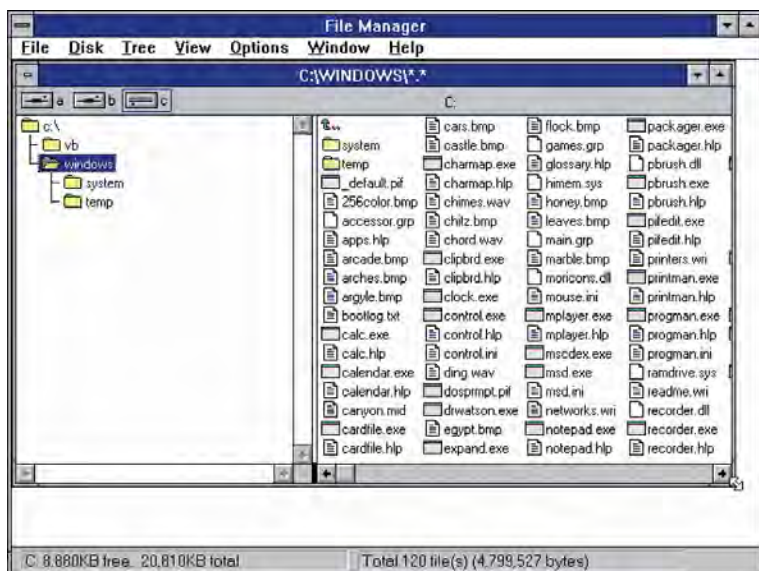 File Manager
File Disk Tree View Options Window Help
C:\WINDOWS\*.*
a b c C:
c:\
vb
windows
system
temp
system
temp
_default.pif
256color.bmp
accessor.grp
apps.hlp
arcade.bmp
arches.bmp
argyle.bmp
bootlog.txt
calc.exe
calc.hlp
calendar.exe
calendar.hlp
canyon.mid
cardfile.exe
cardfile.hlp
cars.bmp
castle.bmp
charmap.exe
charmap.hlp
chimes.wav
chitz.bmp
chord.wav
clipbrd.exe
clipbrd.hlp
clock.exe
control.exe
control.hlp
control.ini
ding.wav
dosprmpt.pif
drwatson.exe
egypt.bmp
expand.exe
flock.bmp
games.grp
glossary.hlp
himem.sys
honey.bmp
leaves.bmp
main.grp
marble.bmp
moricons.dll
mouse.ini
mplayer.exe
mplayer.hlp
mscdex.exe
msd.exe
msd.ini
networks.wri
notepad.exe
notepad.hlp
packager.exe
packager.hlp
pbrush.dll
pbrush.exe
pbrush.hlp
pifedit.exe
pifedit.hlp
printers.wri
printman.exe
printman.hlp
progman.exe
progman.hlp
progman.ini
ramdrive.sys
readme.wri
recorder.dll
recorder.exe
recorder.hlp
C: 8,880KB free, 20,810KB total Total 120 file(s) (4,799,527 bytes)